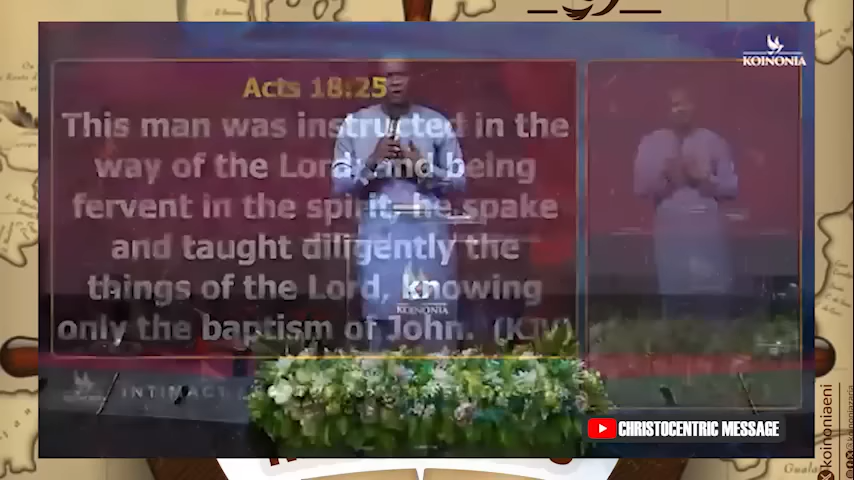 KOINONIA
Acts 18:25
This man was instructed in the
way of the Lord; and being
fervent in the spirit, he spake
and taught diligently the
things of the Lord, knowing
only the baptism of John. (KJV)
KOINONIA
INTIMACY
CHRISTOCENTRIC MESSAGE
koinoniaeni